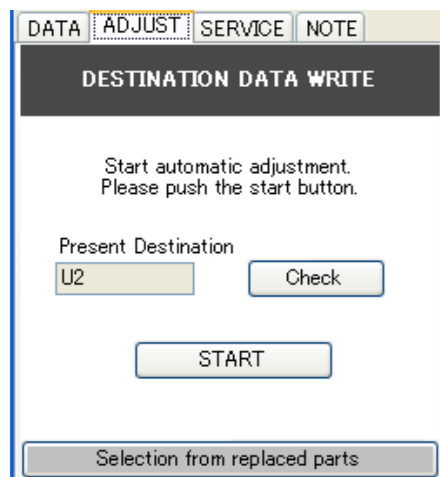 DATA ADJUST SERVICE NOTE
DESTINATION DATA WRITE
Start automatic adjustment.
Please push the start button.
Present Destination
U2 Check
START
Selection from replaced parts